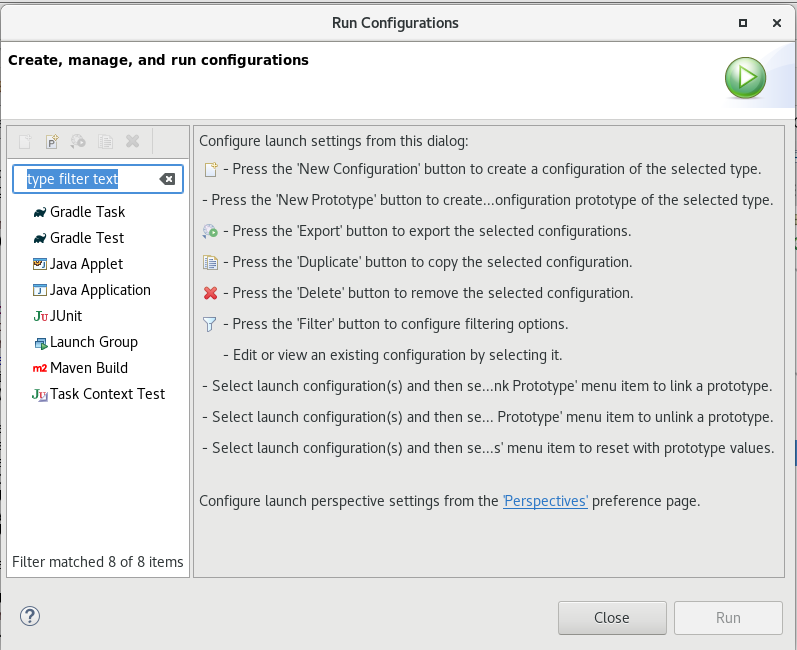 Run Configurations
Create, manage, and run configurations
type filter text
Gradle Task
Gradle Test
Java Applet
Java Application
JUnit
Launch Group
Maven Build
Task Context Test
Filter matched 8 of 8 items
Configure launch settings from this dialog:
- Press the 'New Configuration' button to create a configuration of the selected type.
- Press the 'New Prototype' button to create...onfiguration prototype of the selected type.
- Press the 'Export' button to export the selected configurations.
- Press the 'Duplicate' button to copy the selected configuration.
- Press the 'Delete' button to remove the selected configuration.
- Press the 'Filter' button to configure filtering options.
- Edit or view an existing configuration by selecting it.
- Select launch configuration(s) and then se...nk Prototype' menu item to link a prototype.
- Select launch configuration(s) and then se... Prototype' menu item to unlink a prototype.
- Select launch configuration(s) and then se...s' menu item to reset with prototype values.
Configure launch perspective settings from the 'Perspectives' preference page.
Close
Run